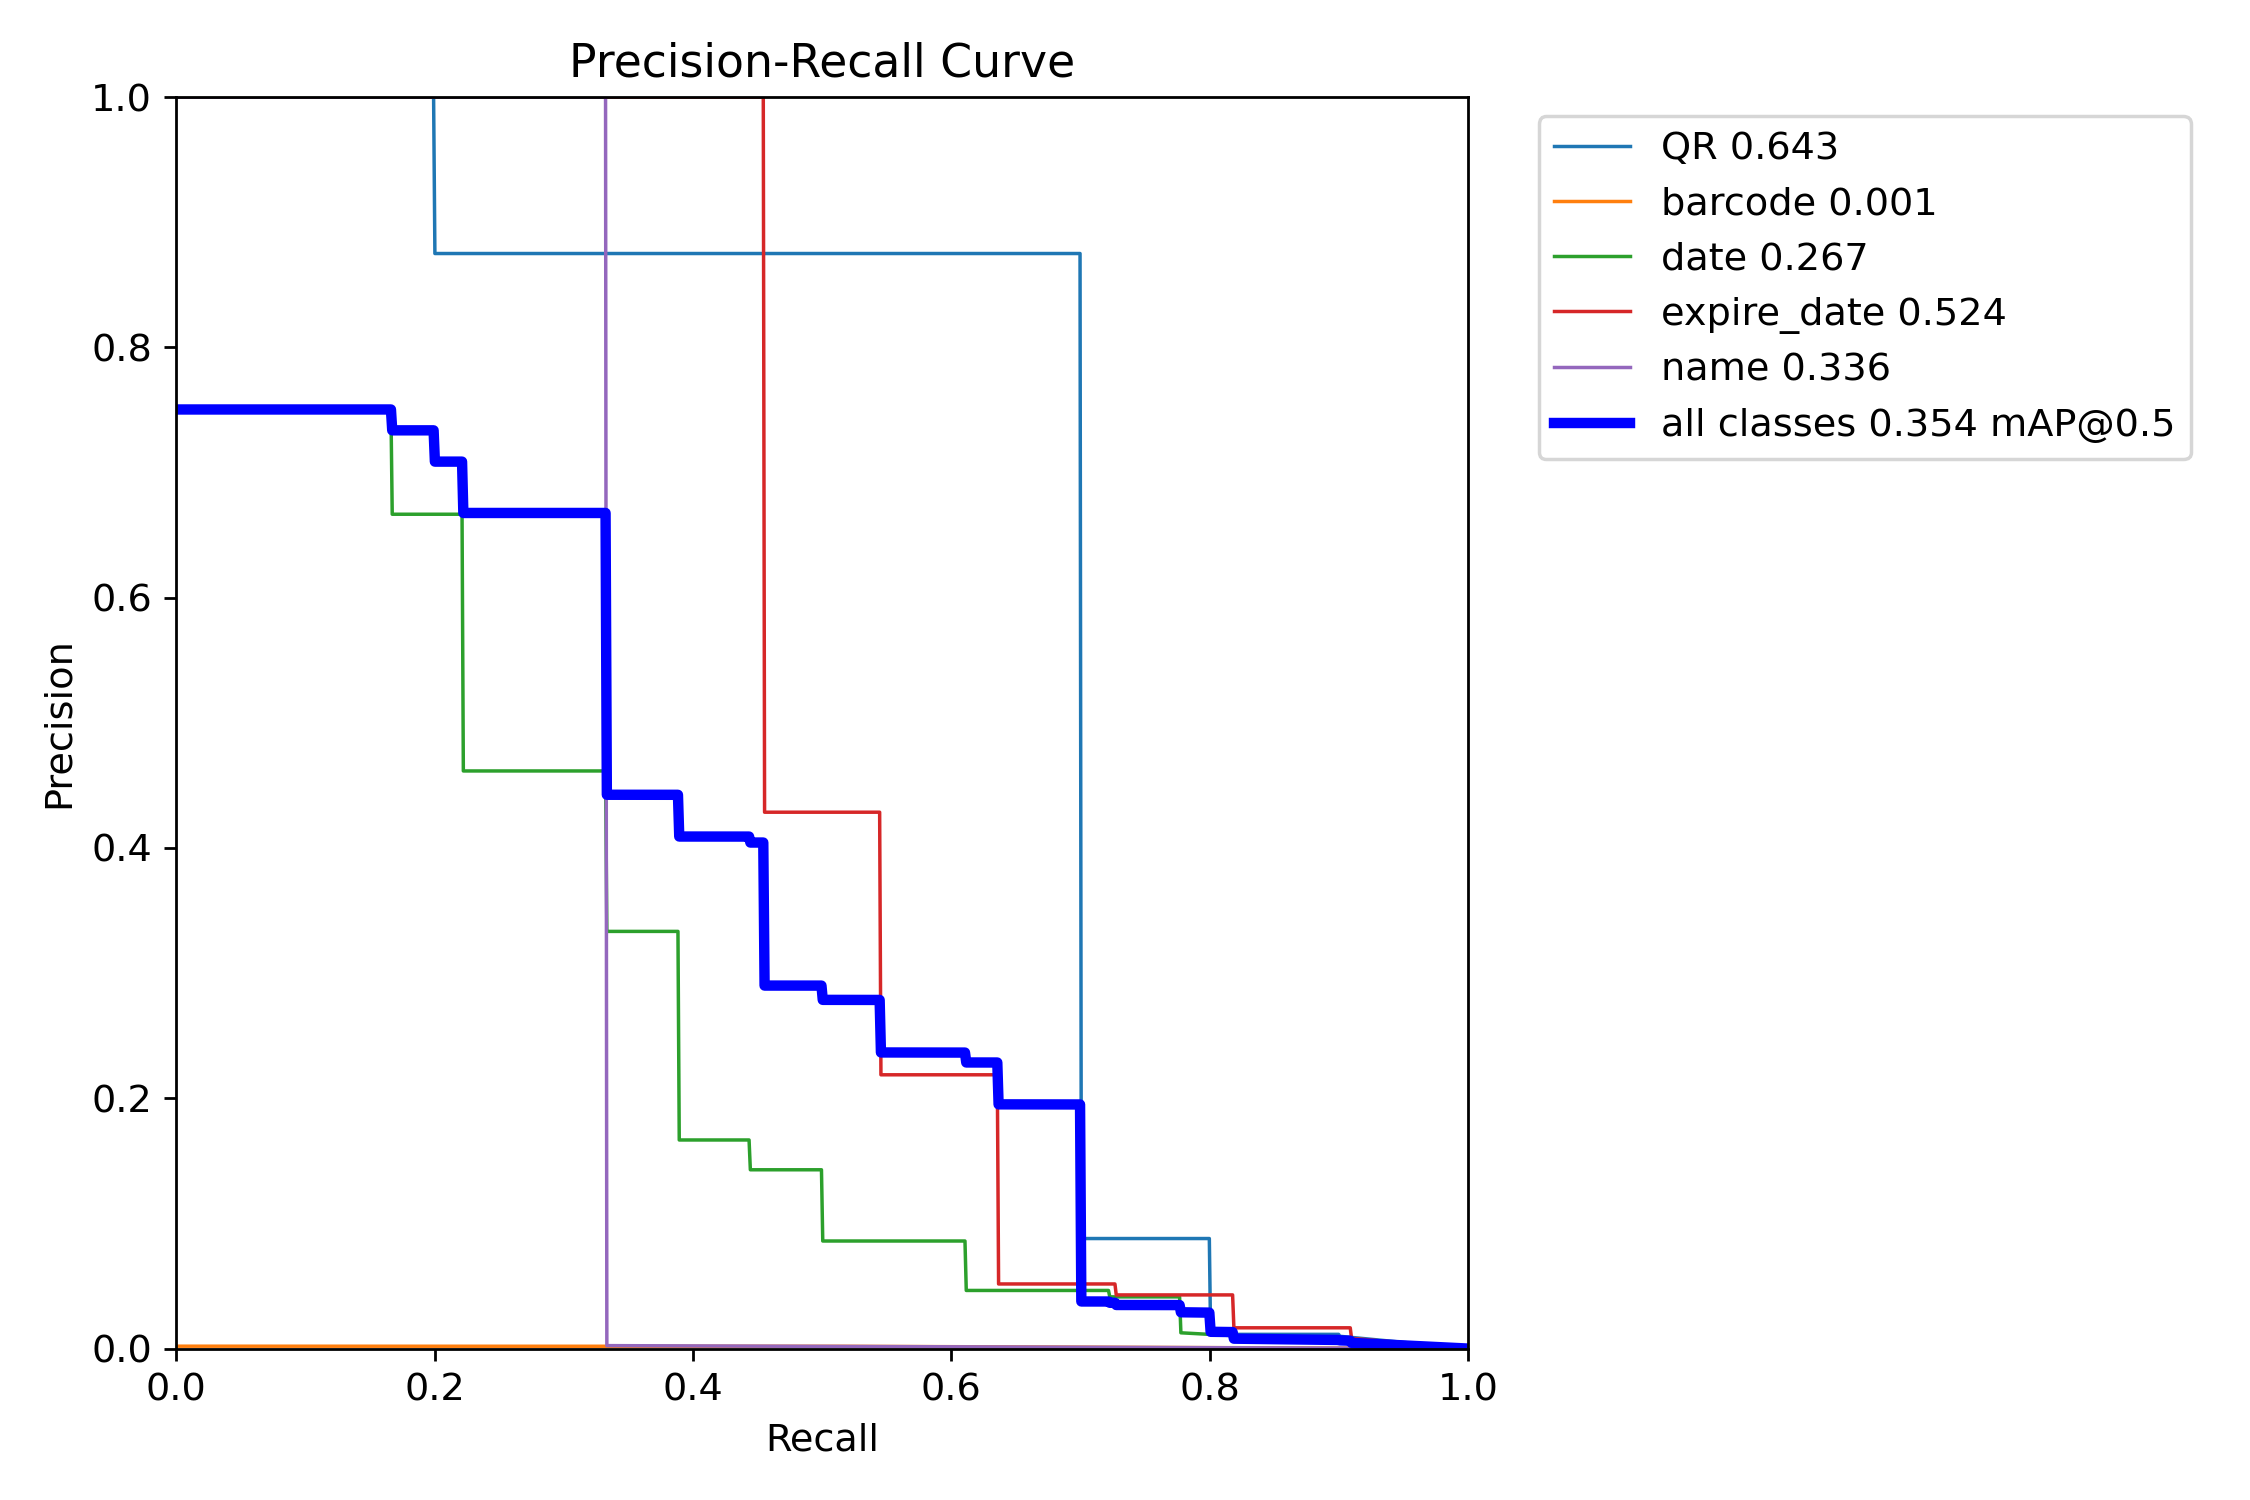 Precision-Recall Curve
1.0
0.8
0.6
0.4
0.2
0.0
Precision
0.0 0.2 0.4 0.6 0.8 1.0
Recall
QR 0.643
barcode 0.001
date 0.267
expire_date 0.524
name 0.336
all classes 0.354 mAP@0.5